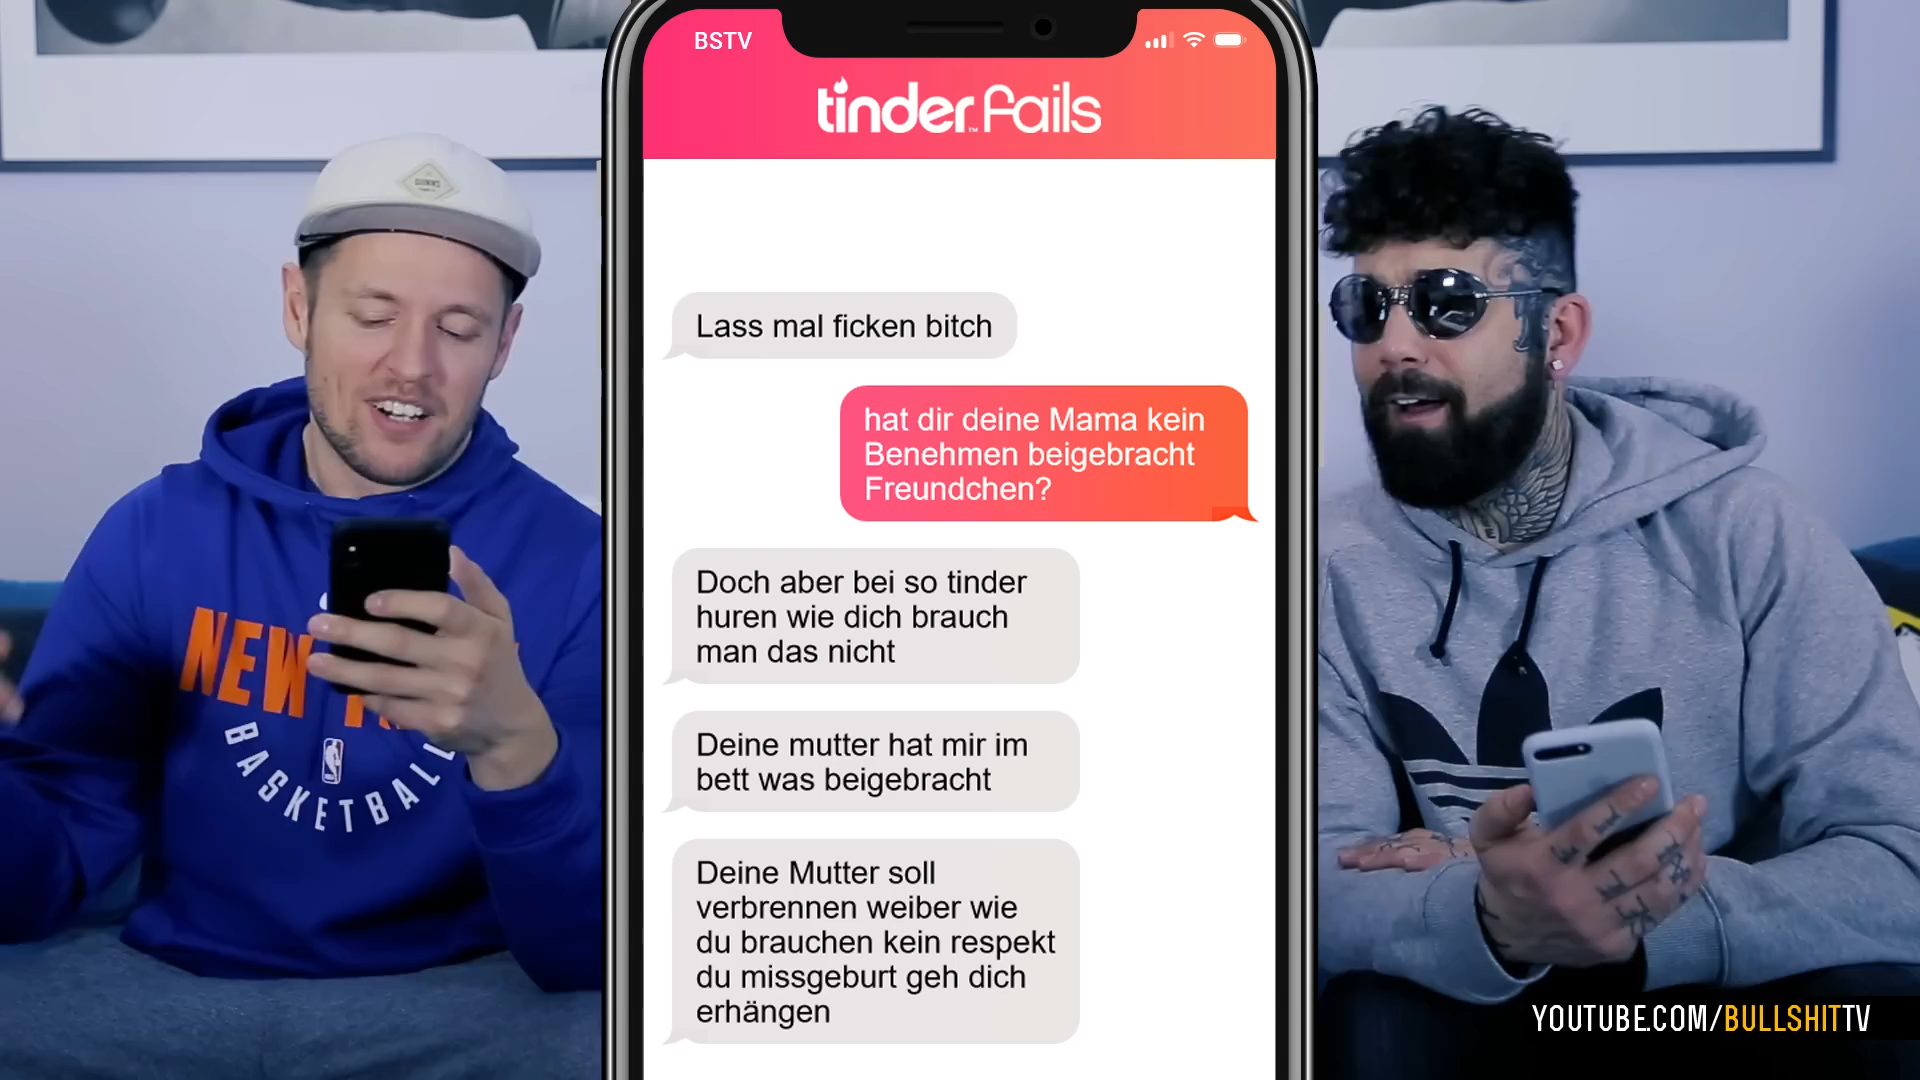 BSTV
tinder™ fails
Lass mal ficken bitch
hat dir deine Mama kein
Benehmen beigebracht
Freundchen?
Doch aber bei so tinder
huren wie dich brauch
man das nicht
Deine mutter hat mir im
bett was beigebracht
Deine Mutter soll
verbrennen weiber wie
du brauchen kein respekt
du missgeburt geh dich
erhängen
NEW
BASKETBALL
YOUTUBE.COM/BULLSHITTV